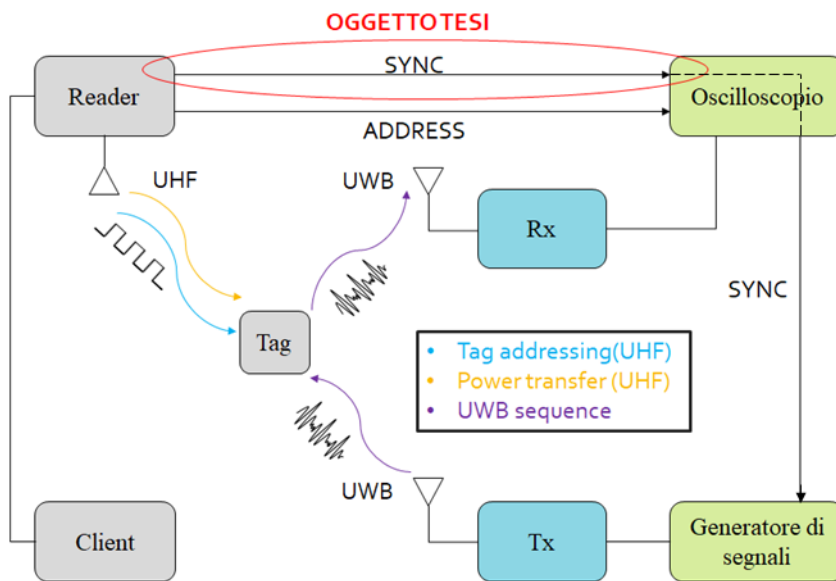 OGGETTO TESI
SYNC
Reader
Oscilloscopio
ADDRESS
UHF
UWB
Rx
SYNC
Tag
• Tag addressing(UHF)
• Power transfer (UHF)
• UWB sequence
UWB
Client
Tx
Generatore di
segnali